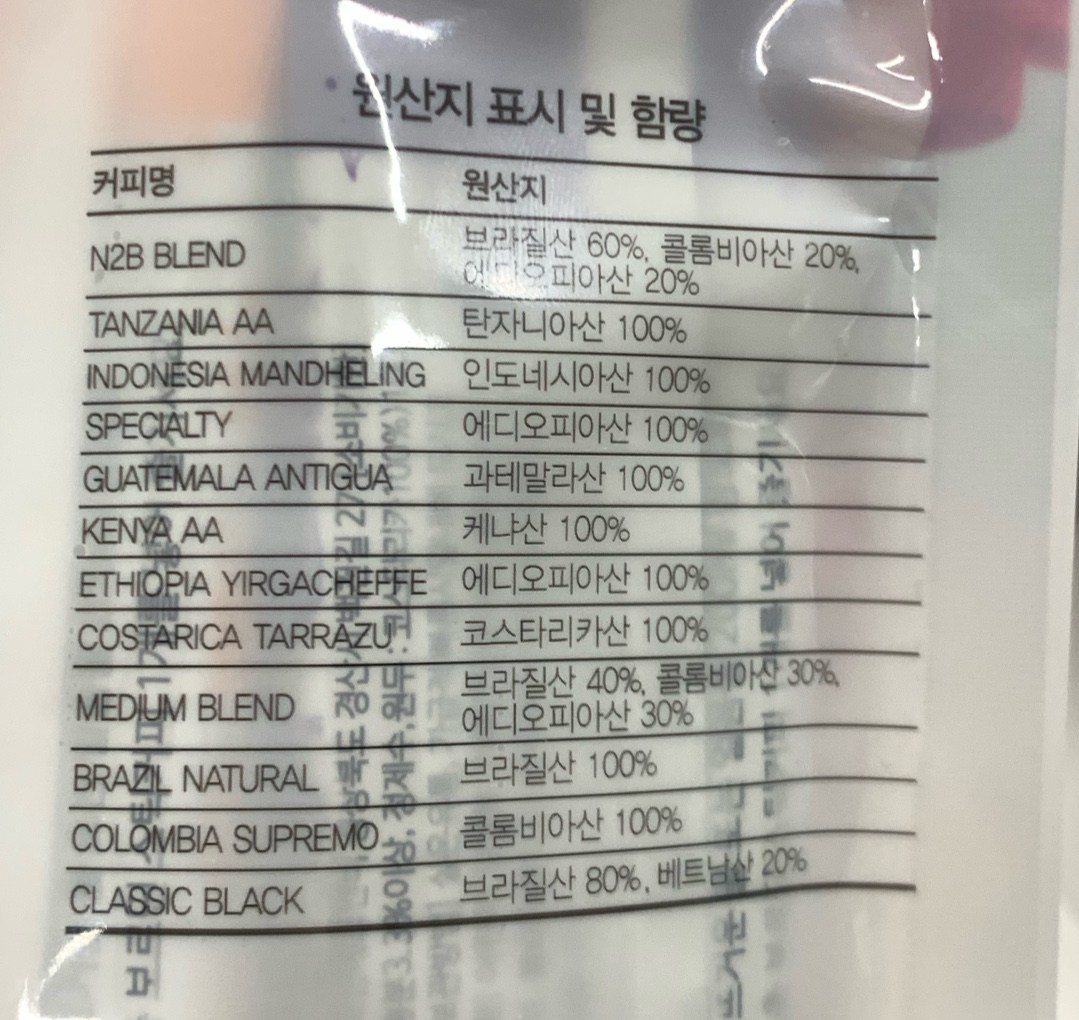 원산지 표시 및 함량
커피명 원산지
N2B BLEND 브라질산 60%, 콜롬비아산 20%,
에디오피아산 20%
TANZANIA AA 탄자니아산 100%
INDONESIA MANDHELING 인도네시아산 100%
SPECIALTY 에디오피아산 100%
GUATEMALA ANTIGUA 과테말라산 100%
KENYA AA 케냐산 100%
ETHIOPIA YIRGACHEFFE 에디오피아산 100%
COSTARICA TARRAZU 코스타리카산 100%
MEDIUM BLEND 브라질산 40%, 콜롬비아산 30%,
에디오피아산 30%
BRAZIL NATURAL 브라질산 100%
COLOMBIA SUPREMO 콜롬비아산 100%
CLASSIC BLACK 브라질산 80%, 베트남산 20%